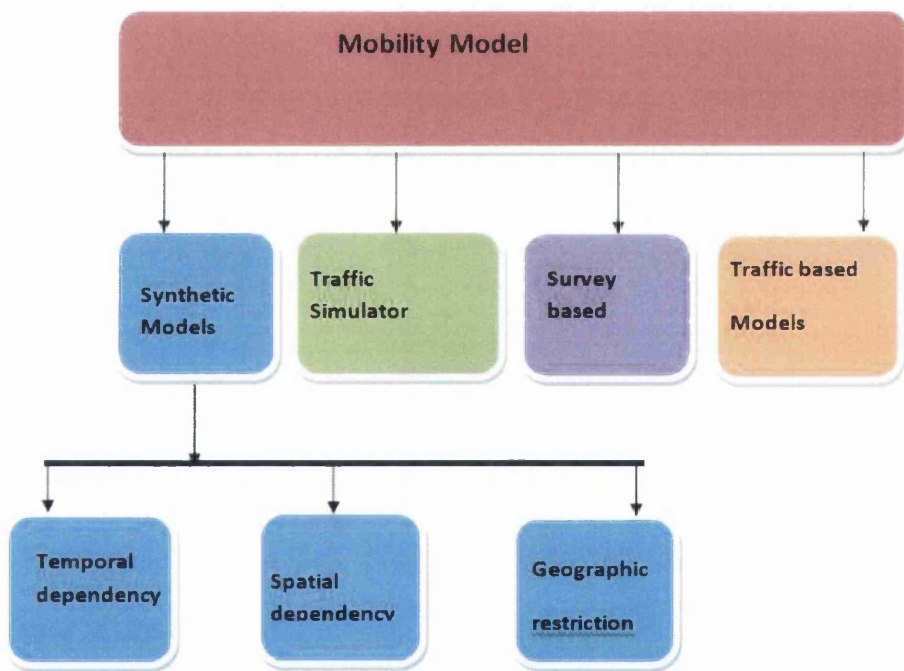 Mobility Model
Synthetic
Models
Traffic
Simulator
Survey
based
Traffic based
Models
Temporal
dependency
Spatial
dependency
Geographic
restriction